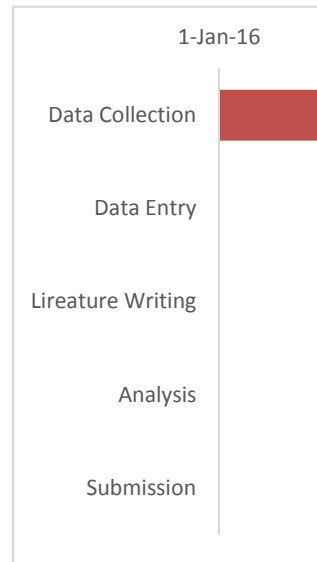 1-Jan-16
Data Collection
Data Entry
Lireature Writing
Analysis
Submission